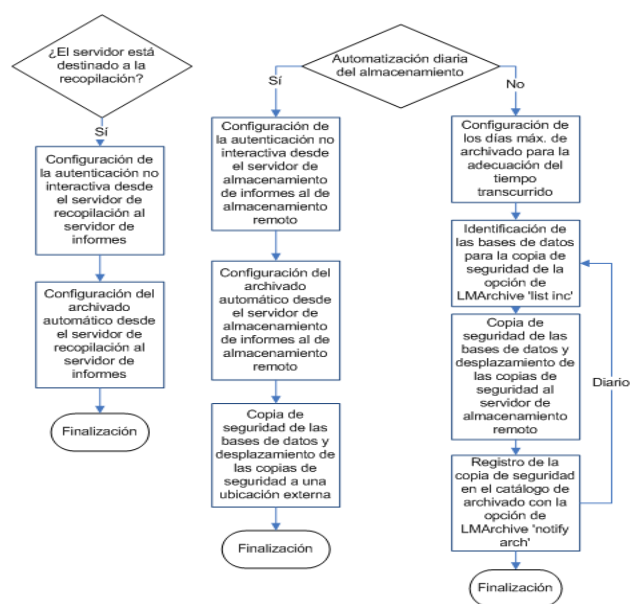 ¿El servidor está
destinado a la
recopilación?
Sí
Configuración de
la autenticación no
interactiva desde
el servidor de
recopilación al
servidor de
informes
Configuración del
archivado
automático desde
el servidor de
recopilación al
servidor de
informes
Finalización
Automatización diaria
del almacenamiento
Sí
Configuración de
la autenticación no
interactiva desde
el servidor de
almacenamiento
de informes al de
almacenamiento
remoto
Configuración del
archivado
automático desde
el servidor de
almacenamiento
de informes al de
almacenamiento
remoto
Copia de
seguridad de las
bases de datos y
desplazamiento de
las copias de
seguridad a una
ubicación externa
Finalización
No
Configuración de
los días máx. de
archivado para la
adecuación del
tiempo
transcurrido
Identificación de
las bases de datos
para la copia de
seguridad de la
opción de
LMArchive 'list inc'
Copia de
seguridad de las
bases de datos y
desplazamiento de
las copias de
seguridad al
servidor de
almacenamiento
remoto
Diario
Registro de la
copia de seguridad
en el catálogo de
archivado con la
opción de
LMArchive 'notify
arch'
Finalización